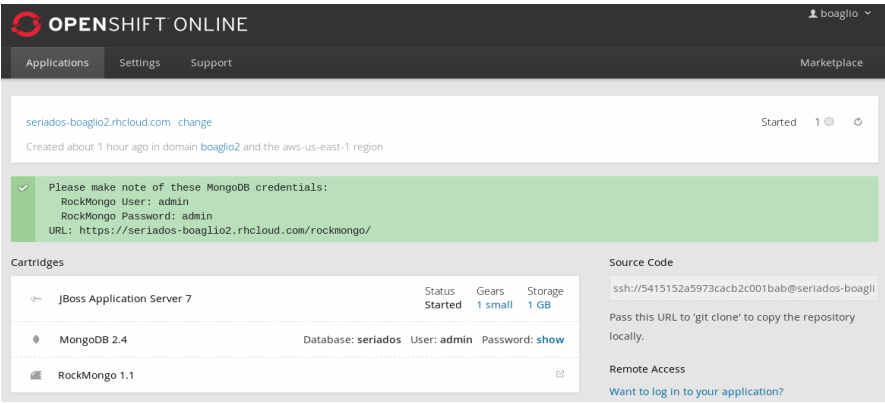 OPENSHIFT ONLINE
boaglio
Applications Settings Support Marketplace
seriados-boaglio2.rhcloud.com change
Started 1
Created about 1 hour ago in domain boaglio2 and the aws-us-east-1 region
Please make note of these MongoDB credentials:
RockMongo User: admin
RockMongo Password: admin
URL: https://seriados-boaglio2.rhcloud.com/rockmongo/
Cartridges
Status Gears Storage
JBoss Application Server 7 Started 1 small 1 GB
MongoDB 2.4 Database: seriados User: admin Password: show
RockMongo 1.1
Source Code
ssh://5415152a5973cacb2c001bab@seriados-boagli
Pass this URL to 'git clone' to copy the repository
locally.
Remote Access
Want to log in to your application?